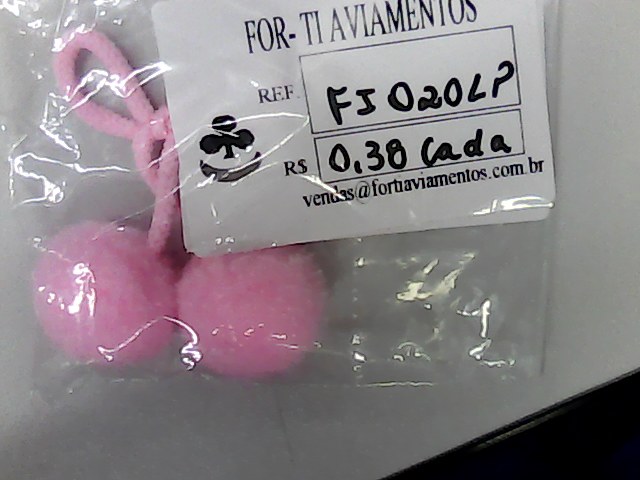 FOR-TI AVIAMENTOS
REF. FJ020LP
R$ 0.38 Cada
vendas@fortiaviamentos.com.br